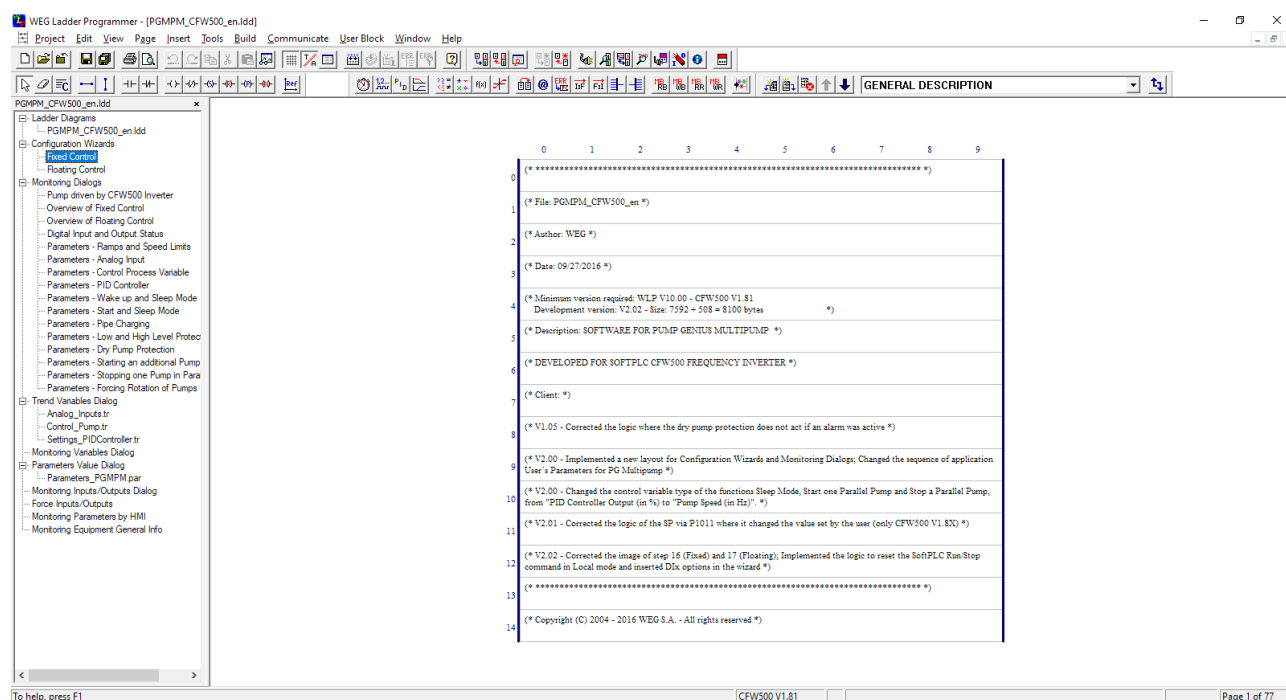 WEG Ladder Programmer - [PGMPM_CFW500_en.ldd]
Project Edit View Page Insert Tools Build Communicate User Block Window Help
GENERAL DESCRIPTION
PGMPM_CFW500_en.ldd x
Ladder Diagrams
PGMPM_CFW500_en.ldd
Configuration Wizards
Fixed Control
Floating Control
Monitoring Dialogs
Pump driven by CFW500 Inverter
Overview of Fixed Control
Overview of Floating Control
Digital Input and Output Status
Parameters - Ramps and Speed Limits
Parameters - Analog Input
Parameters - Control Process Variable
Parameters - PID Controller
Parameters - Wake up and Sleep Mode
Parameters - Start and Sleep Mode
Parameters - Pipe Charging
Parameters - Low and High Level Protec
Parameters - Dry Pump Protection
Parameters - Starting an additional Pump
Parameters - Stopping one Pump in Para
Parameters - Forcing Rotation of Pumps
Trend Variables Dialog
Analog_Inputs.tr
Control_Pump.tr
Settings_PIDController.tr
Monitoring Variables Dialog
Parameters Value Dialog
Parameters_PGMPM.par
Monitoring Inputs/Outputs Dialog
Force Inputs/Outputs
Monitoring Parameters by HMI
Monitoring Equipment General Info
0 1 2 3 4 5 6 7 8 9
0 (* ******************************************************************************** *)
1 (* File: PGMPM_CFW500_en *)
2 (* Author: WEG *)
3 (* Date: 09/27/2016 *)
4 (* Minimum version required: WLP V10.00 - CFW500 V1.81
Development version: V2.02 - Size: 7592 + 508 = 8100 bytes *)
5 (* Description: SOFTWARE FOR PUMP GENIUS MULTIPUMP *)
6 (* DEVELOPED FOR SOFTPLC CFW500 FREQUENCY INVERTER *)
7 (* Client: *)
8 (* V1.05 - Corrected the logic where the dry pump protection does not act if an alarm was active *)
9 (* V2.00 - Implemented a new layout for Configuration Wizards and Monitoring Dialogs; Changed the sequence of application
User´s Parameters for PG Multipump *)
10 (* V2.00 - Changed the control variable type of the functions Sleep Mode, Start one Parallel Pump and Stop a Parallel Pump,
from "PID Controller Output (in %) to "Pump Speed (in Hz)". *)
11 (* V2.01 - Corrected the logic of the SP via P1011 where it changed the value set by the user (only CFW500 V1.8X) *)
12 (* V2.02 - Corrected the image of step 16 (Fixed) and 17 (Floating); Implemented the logic to reset the SoftPLC Run/Stop
command in Local mode and inserted DIx options in the wizard *)
13 (* ******************************************************************************** *)
14 (* Copyright (C) 2004 - 2016 WEG S.A. - All rights reserved *)
To help, press F1
CFW500 V1.81
Page 1 of 77